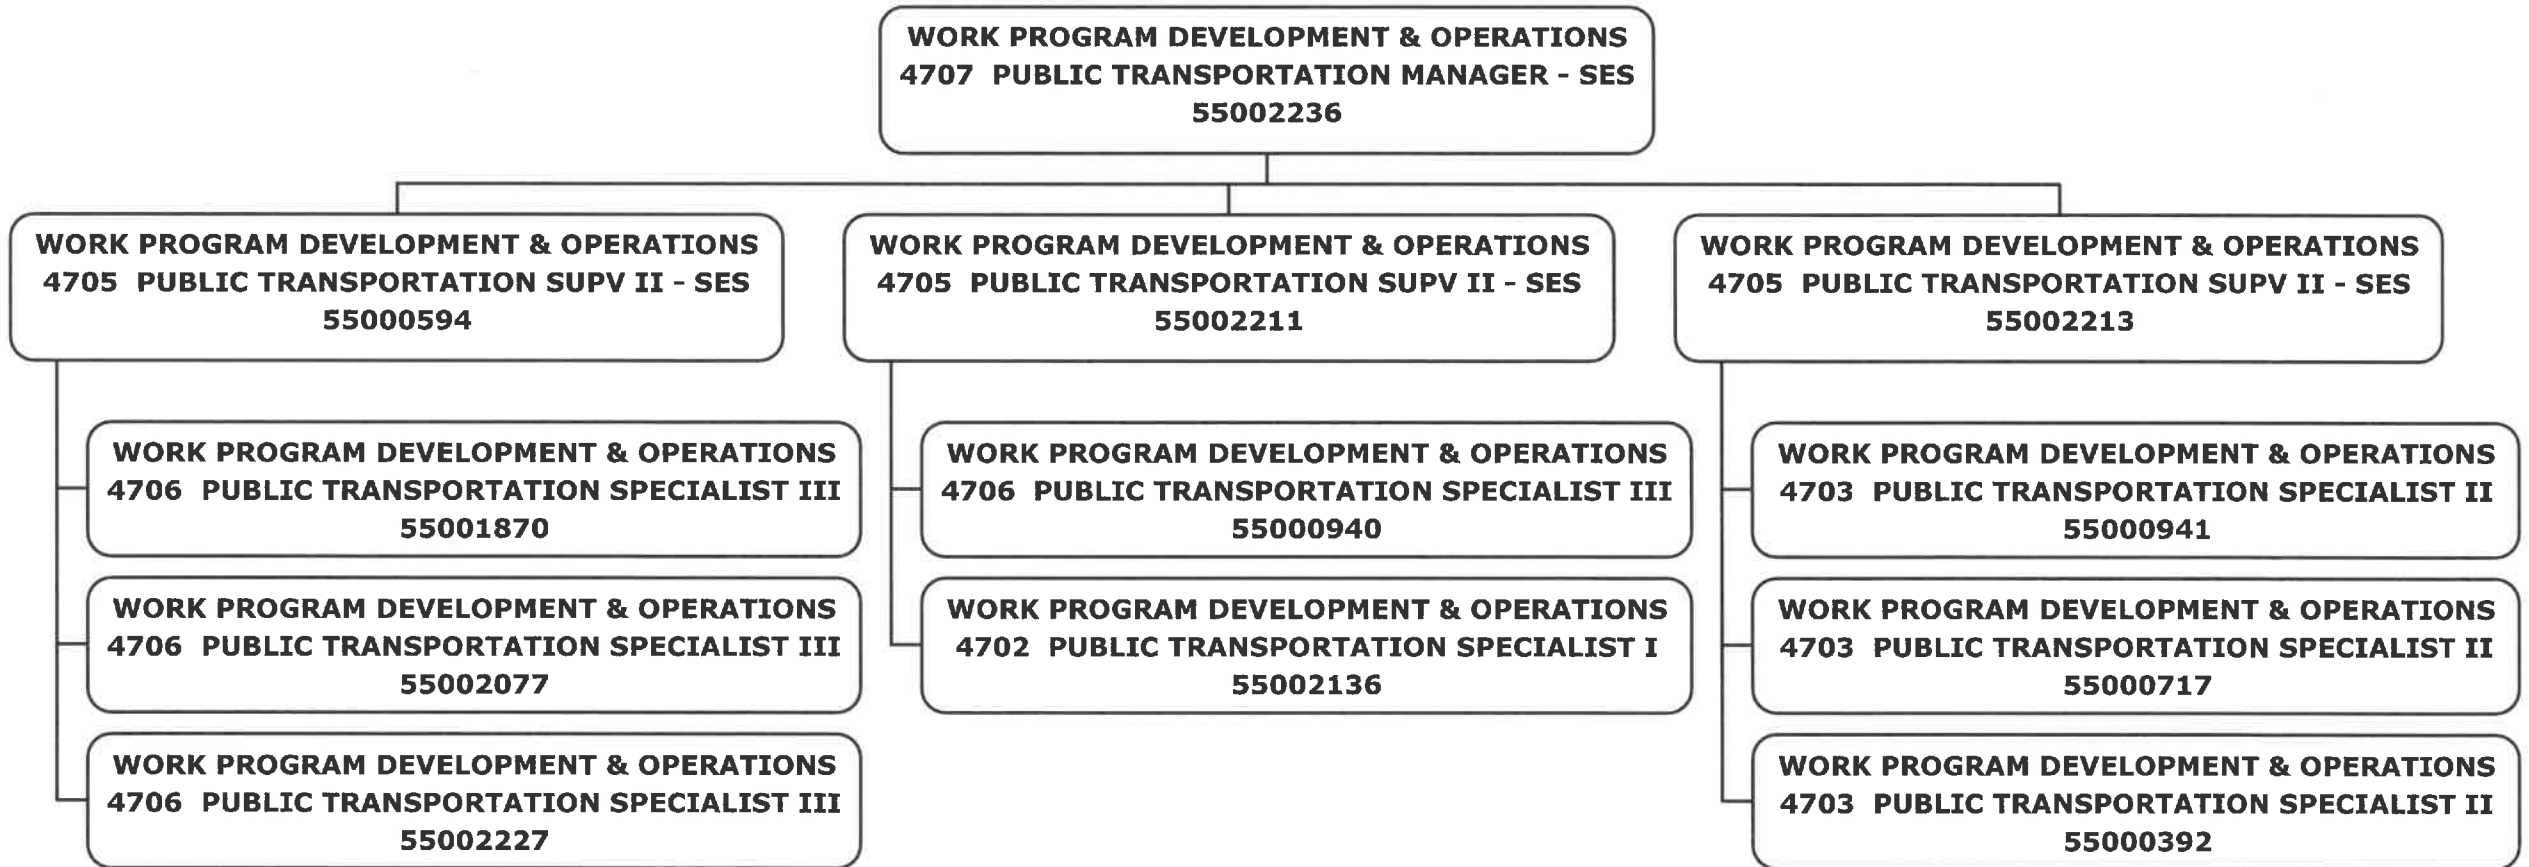 WORK PROGRAM DEVELOPMENT & OPERATIONS
4707 PUBLIC TRANSPORTATION MANAGER - SES
55002236
WORK PROGRAM DEVELOPMENT & OPERATIONS
4705 PUBLIC TRANSPORTATION SUPV II - SES
55000594
WORK PROGRAM DEVELOPMENT & OPERATIONS
4706 PUBLIC TRANSPORTATION SPECIALIST III
55001870
WORK PROGRAM DEVELOPMENT & OPERATIONS
4706 PUBLIC TRANSPORTATION SPECIALIST III
55002077
WORK PROGRAM DEVELOPMENT & OPERATIONS
4706 PUBLIC TRANSPORTATION SPECIALIST III
55002227
WORK PROGRAM DEVELOPMENT & OPERATIONS
4705 PUBLIC TRANSPORTATION SUPV II - SES
55002211
WORK PROGRAM DEVELOPMENT & OPERATIONS
4706 PUBLIC TRANSPORTATION SPECIALIST III
55000940
WORK PROGRAM DEVELOPMENT & OPERATIONS
4702 PUBLIC TRANSPORTATION SPECIALIST I
55002136
WORK PROGRAM DEVELOPMENT & OPERATIONS
4705 PUBLIC TRANSPORTATION SUPV II - SES
55002213
WORK PROGRAM DEVELOPMENT & OPERATIONS
4703 PUBLIC TRANSPORTATION SPECIALIST II
55000941
WORK PROGRAM DEVELOPMENT & OPERATIONS
4703 PUBLIC TRANSPORTATION SPECIALIST II
55000717
WORK PROGRAM DEVELOPMENT & OPERATIONS
4703 PUBLIC TRANSPORTATION SPECIALIST II
55000392